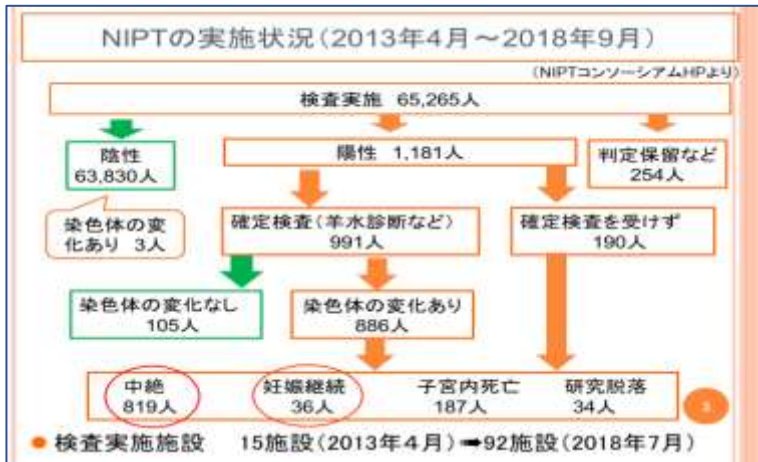 NIPTの実施状況(2013年4月～2018年9月)
(NIPTコンソーシアムHPより)
検査実施 65,265人
陰性
63,830人
陽性 1,181人
判定保留など
254人
染色体の変
化あり 3人
確定検査(羊水診断など)
991人
確定検査を受けず
190人
染色体の変化なし
105人
染色体の変化あり
886人
中絶
819人
妊娠継続
36人
子宮内死亡
187人
研究脱落
34人
● 検査実施施設 15施設(2013年4月)➡92施設(2018年7月)